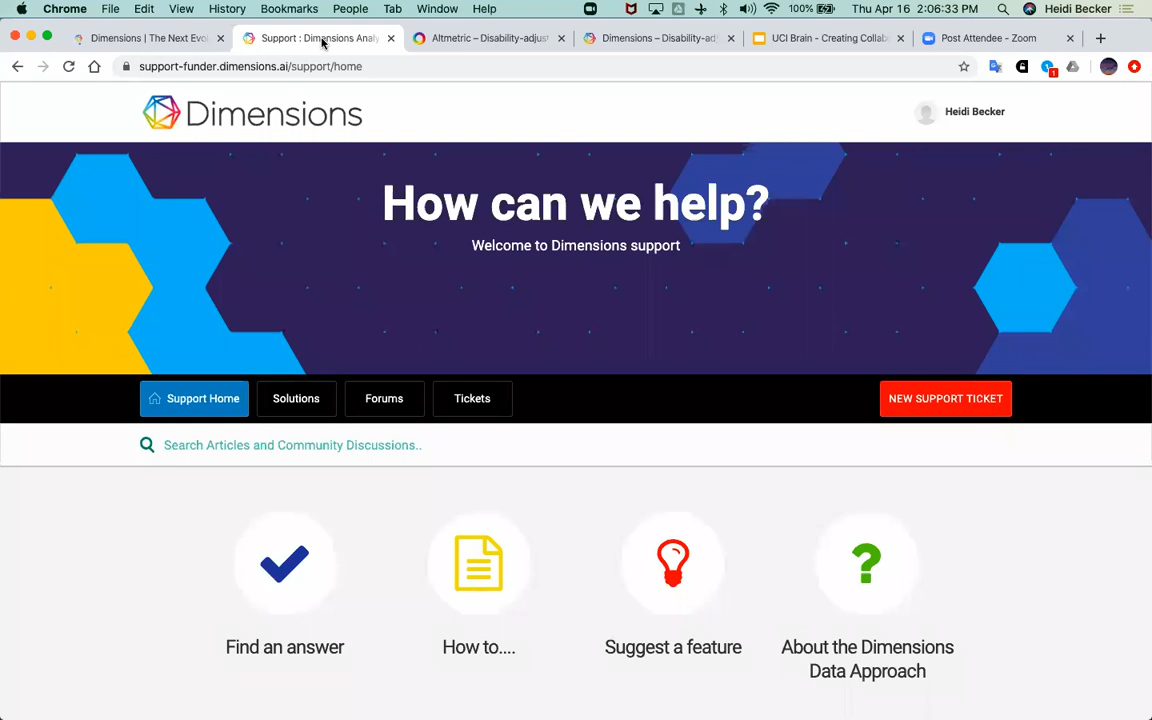 Chrome File Edit View History Bookmarks People Tab Window Help 100% Thu Apr 16 2:06:33 PM Heidi Becker
Dimensions | The Next Evol Support : Dimensions Analy Altmetric – Disability-adjust Dimensions – Disability-adj UCI Brain - Creating Collab Post Attendee - Zoom
support-funder.dimensions.ai/support/home 1
Dimensions
Heidi Becker
How can we help?
Welcome to Dimensions support
Support Home Solutions Forums Tickets NEW SUPPORT TICKET
Search Articles and Community Discussions..
Find an answer How to.... Suggest a feature About the Dimensions
Data Approach